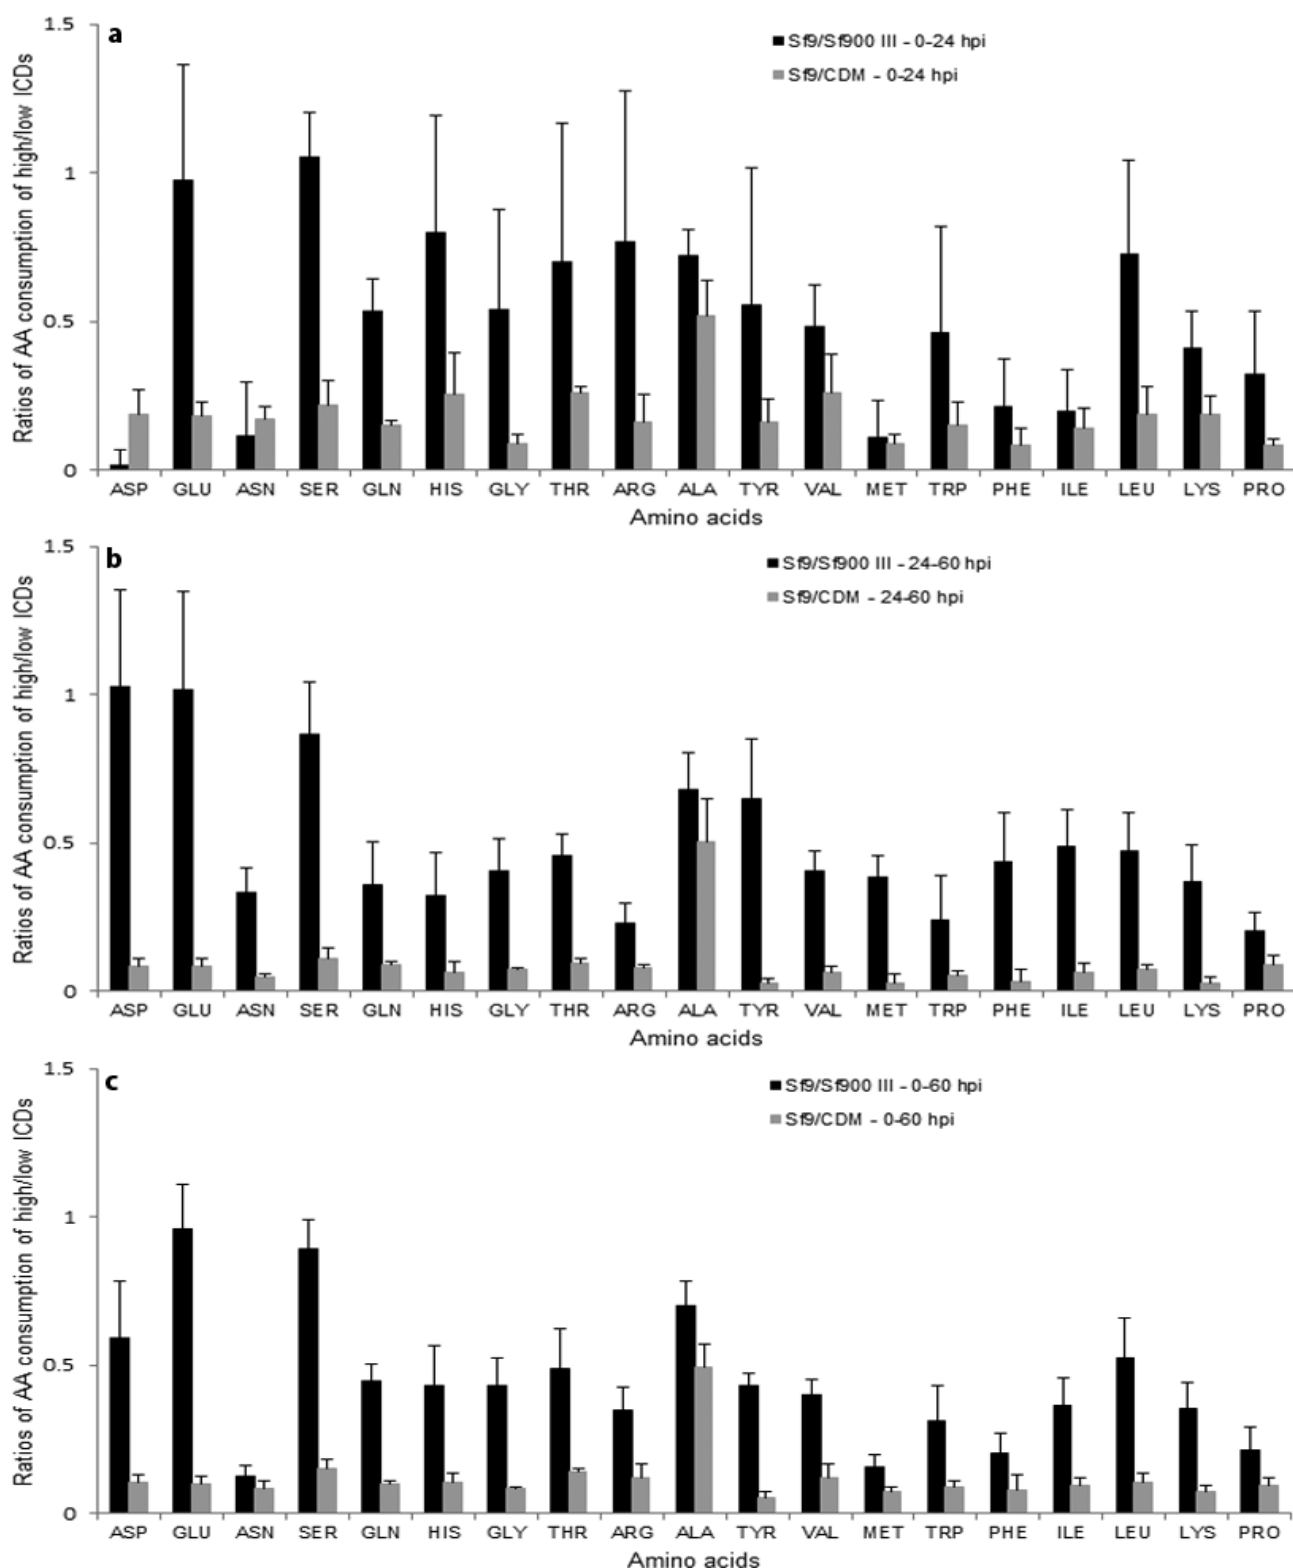 a
1.5
Sf9/Sf900 III - 0-24 hpi
Sf9/CDM - 0-24 hpi
Ratios of AA consumption of high/low ICDs
1
0.5
0
ASP GLU ASN SER GLN HIS GLY THR ARG ALA TYR VAL MET TRP PHE ILE LEU LYS PRO
Amino acids
b
1.5
Sf9/Sf900 III - 24-60 hpi
Sf9/CDM - 24-60 hpi
Ratios of AA consumption of high/low ICDs
1
0.5
0
ASP GLU ASN SER GLN HIS GLY THR ARG ALA TYR VAL MET TRP PHE ILE LEU LYS PRO
Amino acids
c
1.5
Sf9/Sf900 III - 0-60 hpi
Sf9/CDM - 0-60 hpi
Ratios of AA consumption of high/low ICDs
1
0.5
0
ASP GLU ASN SER GLN HIS GLY THR ARG ALA TYR VAL MET TRP PHE ILE LEU LYS PRO
Amino acids